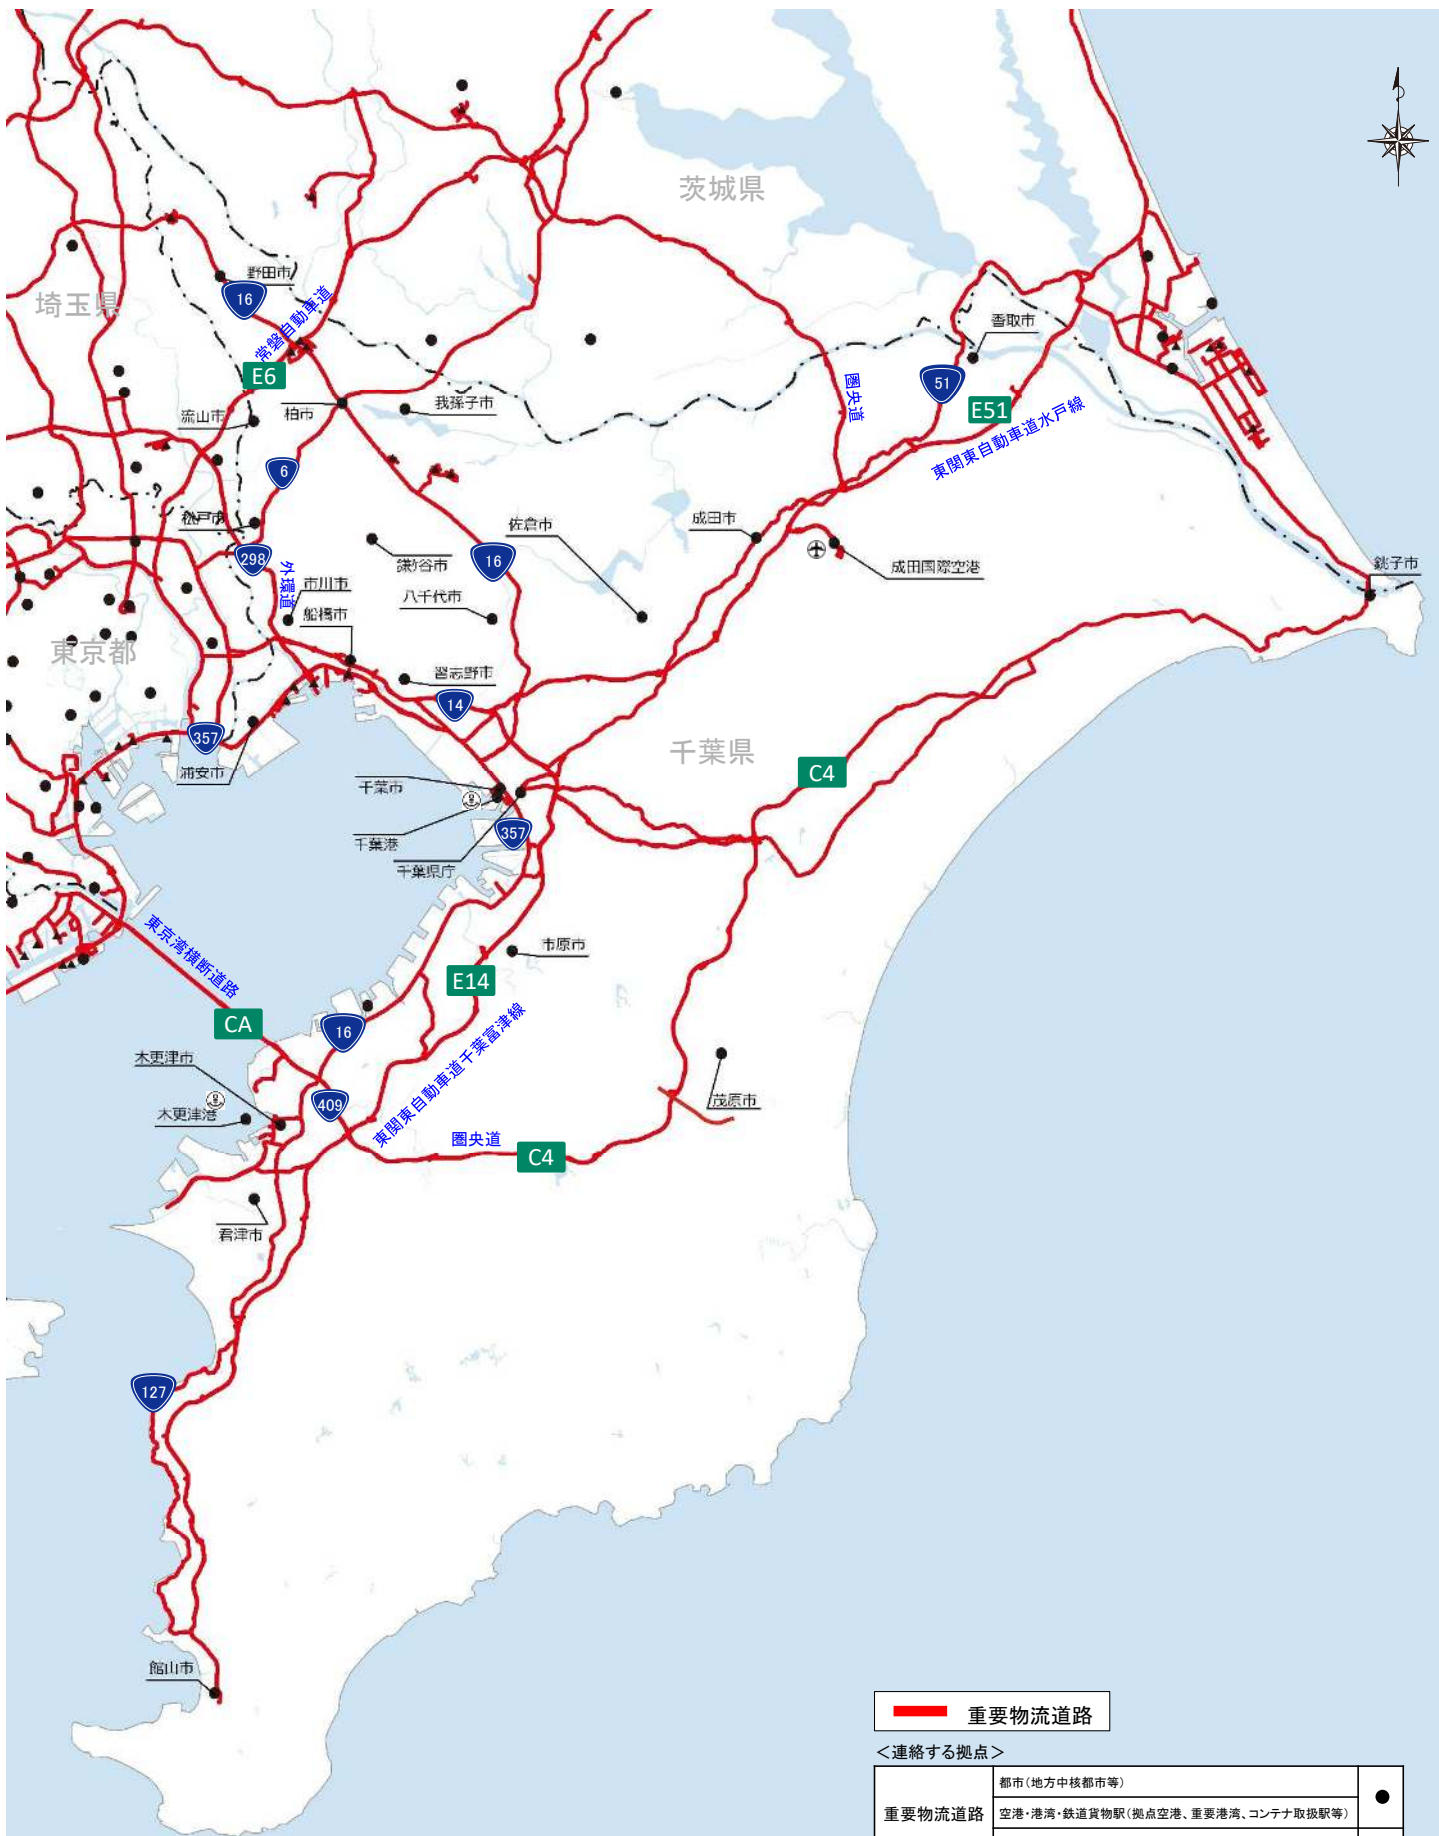 茨城県
野田市
16
埼玉県
常磐自動車道
E6
香取市
51
圏央道
E51
流山市
柏市
我孫子市
東関東自動車道水戸線
6
松戸市
佐倉市
成田市
298
鎌ケ谷市
16
成田国際空港
銚子市
外環道
市川市
八千代市
船橋市
東京都
習志野市
14
357
千葉県
浦安市
C4
千葉市
357
千葉港
千葉県庁
東京湾横断道路
市原市
E14
CA
16
東関東自動車道千葉富津線
木更津市
409
木更津港
茂原市
圏央道
C4
君津市
127
館山市
重要物流道路
＜連絡する拠点＞
重要物流道路
都市（地方中核都市等）
●
空港・港湾・鉄道貨物駅（拠点空港、重要港湾、コンテナ取扱駅等）